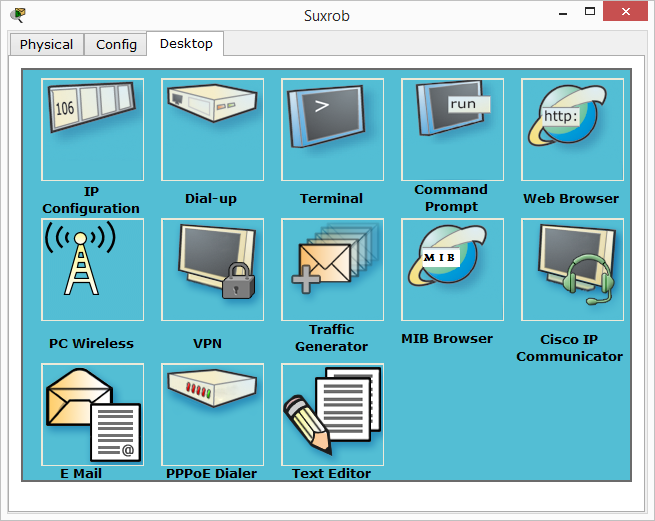 Suxrob
Physical Config Desktop
106 > run http:
IP Configuration
Dial-up
Terminal
Command Prompt
Web Browser
MIB
PC Wireless
VPN
Traffic Generator
MIB Browser
Cisco IP Communicator
@
E Mail
PPPoE Dialer
Text Editor